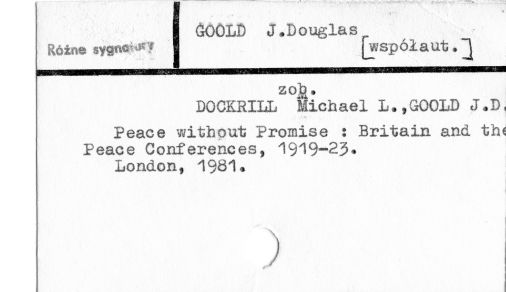 GOOLD J.Douglas
[współaut.]
Różne sygnatury
zob.
DOCKRILL Michael L.,GOOLD J.D.
Peace without Promise : Britain and the
Peace Conferences, 1919-23.
London, 1981.